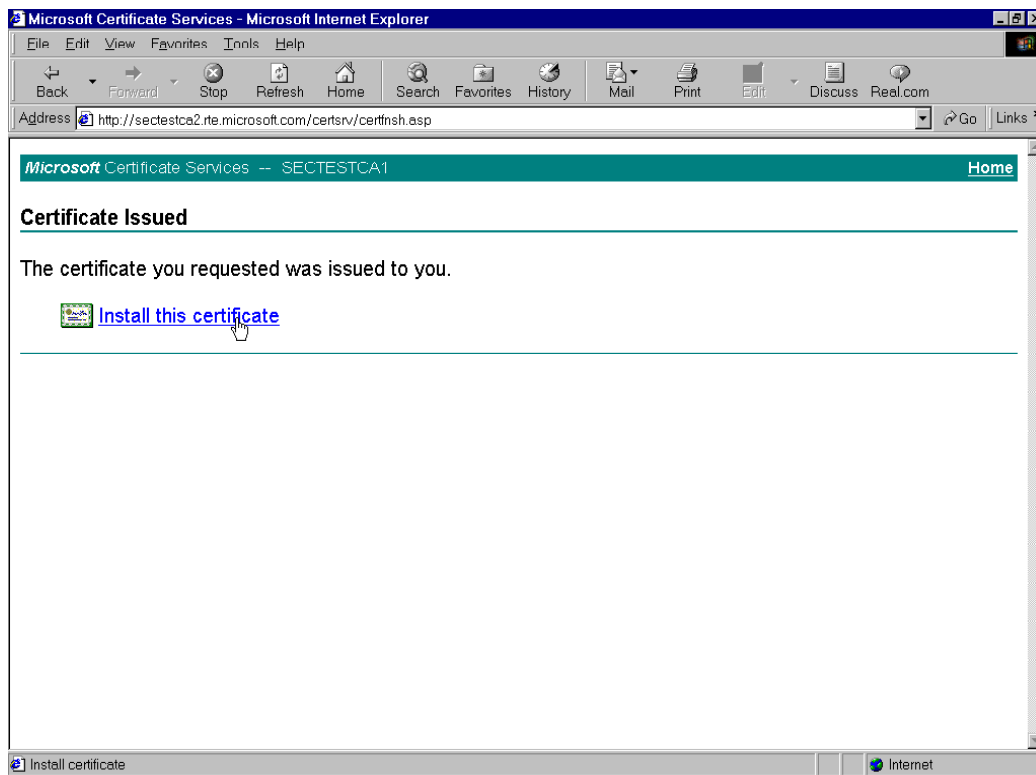 Microsoft Certificate Services - Microsoft Internet Explorer
File Edit View Favorites Tools Help
Back Forward Stop Refresh Home Search Favorites History Mail Print Edit Discuss Real.com
Address http://sectestca2.rte.microsoft.com/certsrv/certfnsh.asp Go Links
Microsoft Certificate Services -- SECTESTCA1 Home
Certificate Issued
The certificate you requested was issued to you.
Install this certificate
Install certificate Internet